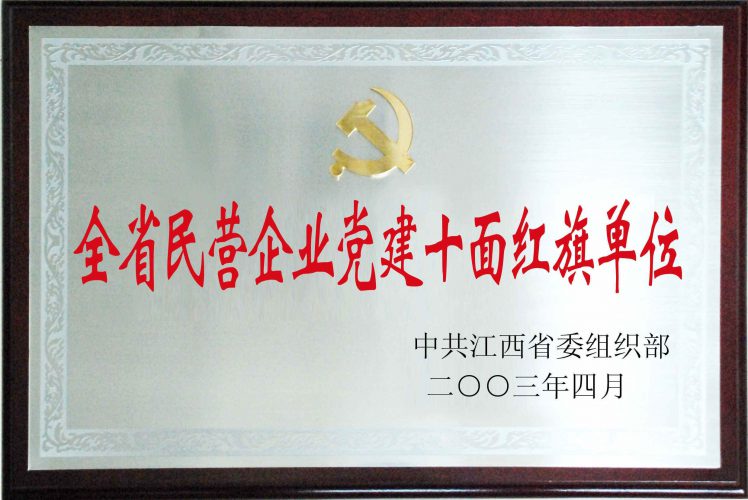 全省民营企业党建十面红旗单位
中共江西省委组织部
二〇〇三年四月